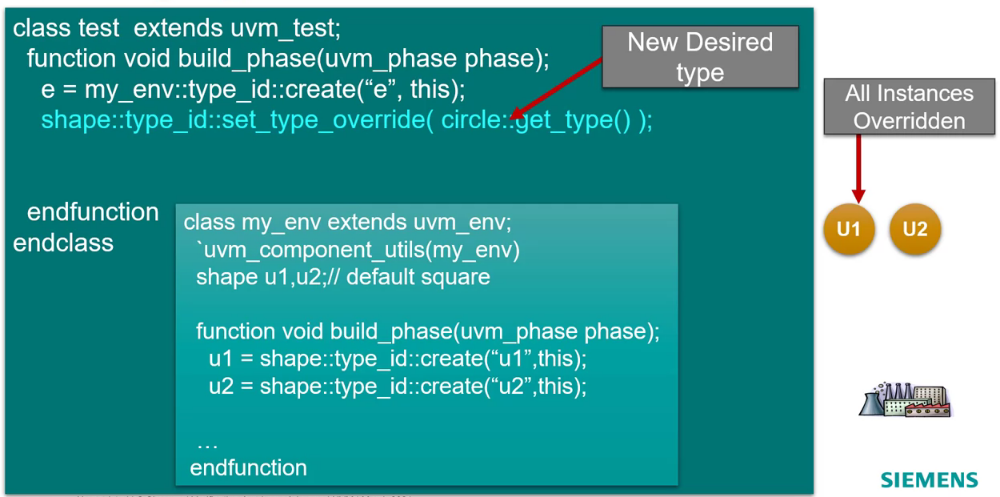 class test  extends uvm_test;
function void build_phase(uvm_phase phase);
e = my_env::type_id::create(“e”, this);
shape::type_id::set_type_override( circle::get_type() );
endfunction
endclass
New Desired
type
All Instances
Overridden
U1
U2
class my_env extends uvm_env;
`uvm_component_utils(my_env)
shape u1,u2;// default square
function void build_phase(uvm_phase phase);
u1 = shape::type_id::create(“u1”,this);
u2 = shape::type_id::create(“u2”,this);
…
endfunction
SIEMENS